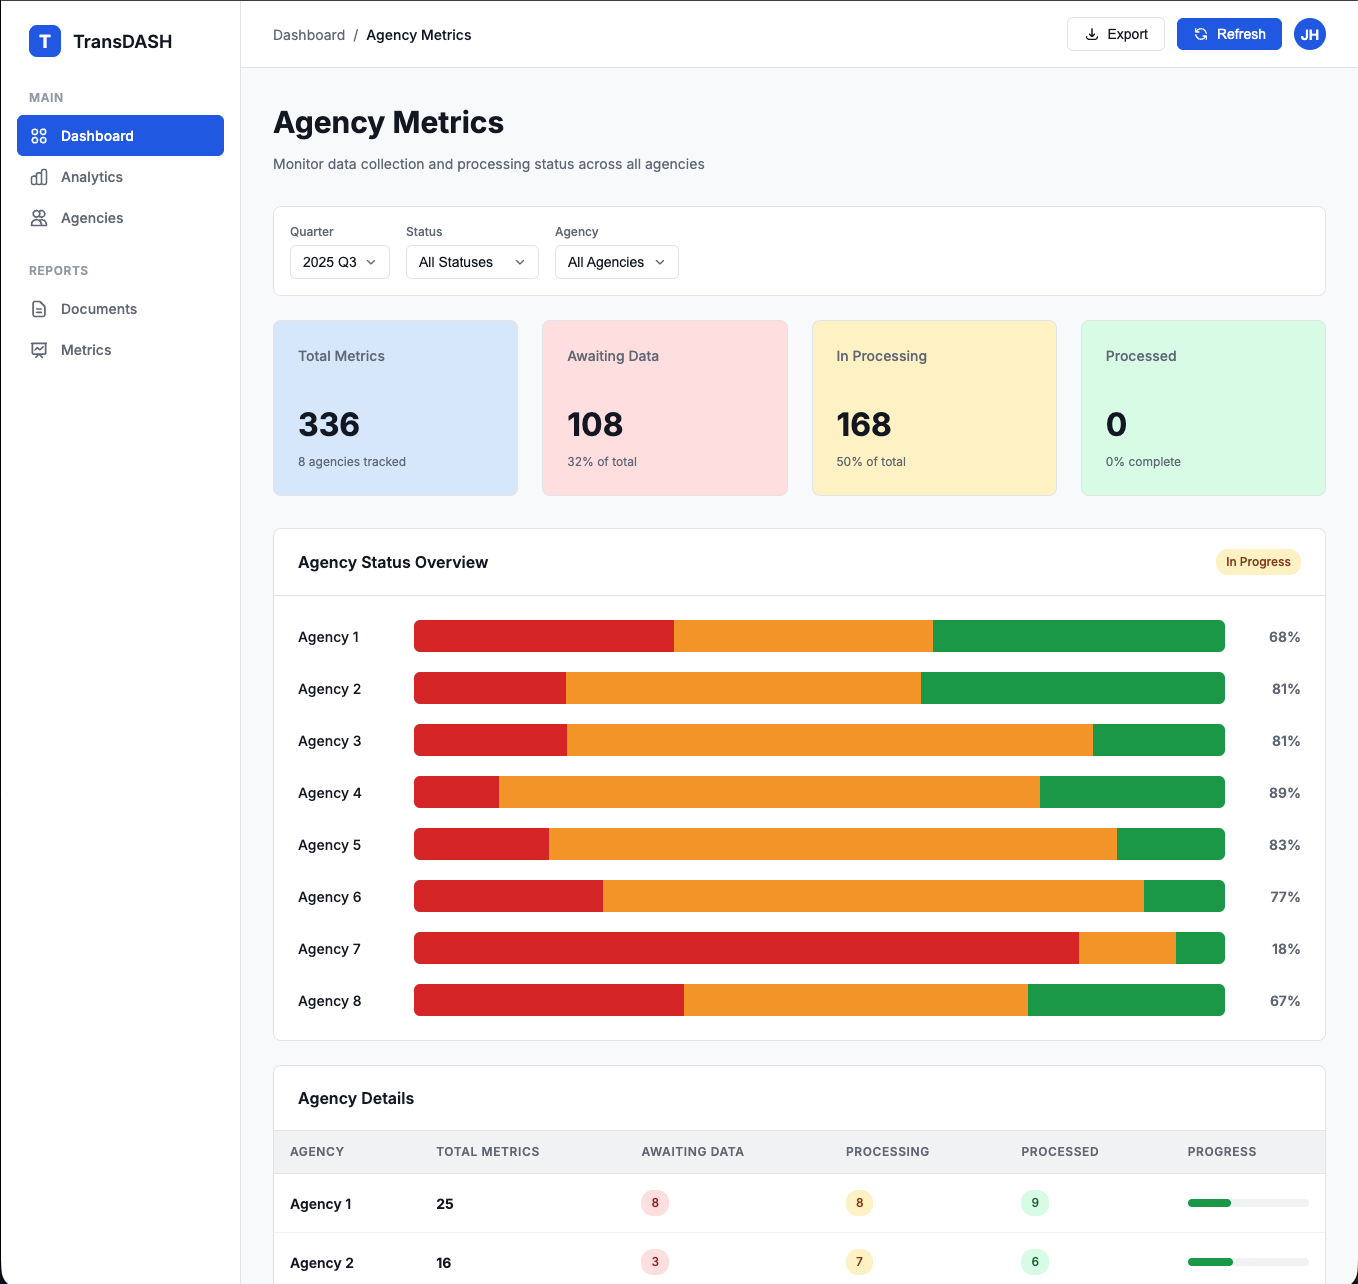 T TransDASH
MAIN
Dashboard
Analytics
Agencies
REPORTS
Documents
Metrics
Dashboard / Agency Metrics
Export
Refresh
JH
Agency Metrics
Monitor data collection and processing status across all agencies
Quarter Status Agency
2025 Q3 All Statuses All Agencies
Total Metrics
336
8 agencies tracked
Awaiting Data
108
32% of total
In Processing
168
50% of total
Processed
0
0% complete
Agency Status Overview
In Progress
Agency 1 68%
Agency 2 81%
Agency 3 81%
Agency 4 89%
Agency 5 83%
Agency 6 77%
Agency 7 18%
Agency 8 67%
Agency Details
AGENCY TOTAL METRICS AWAITING DATA PROCESSING PROCESSED PROGRESS
Agency 1 25 8 8 9
Agency 2 16 3 7 6